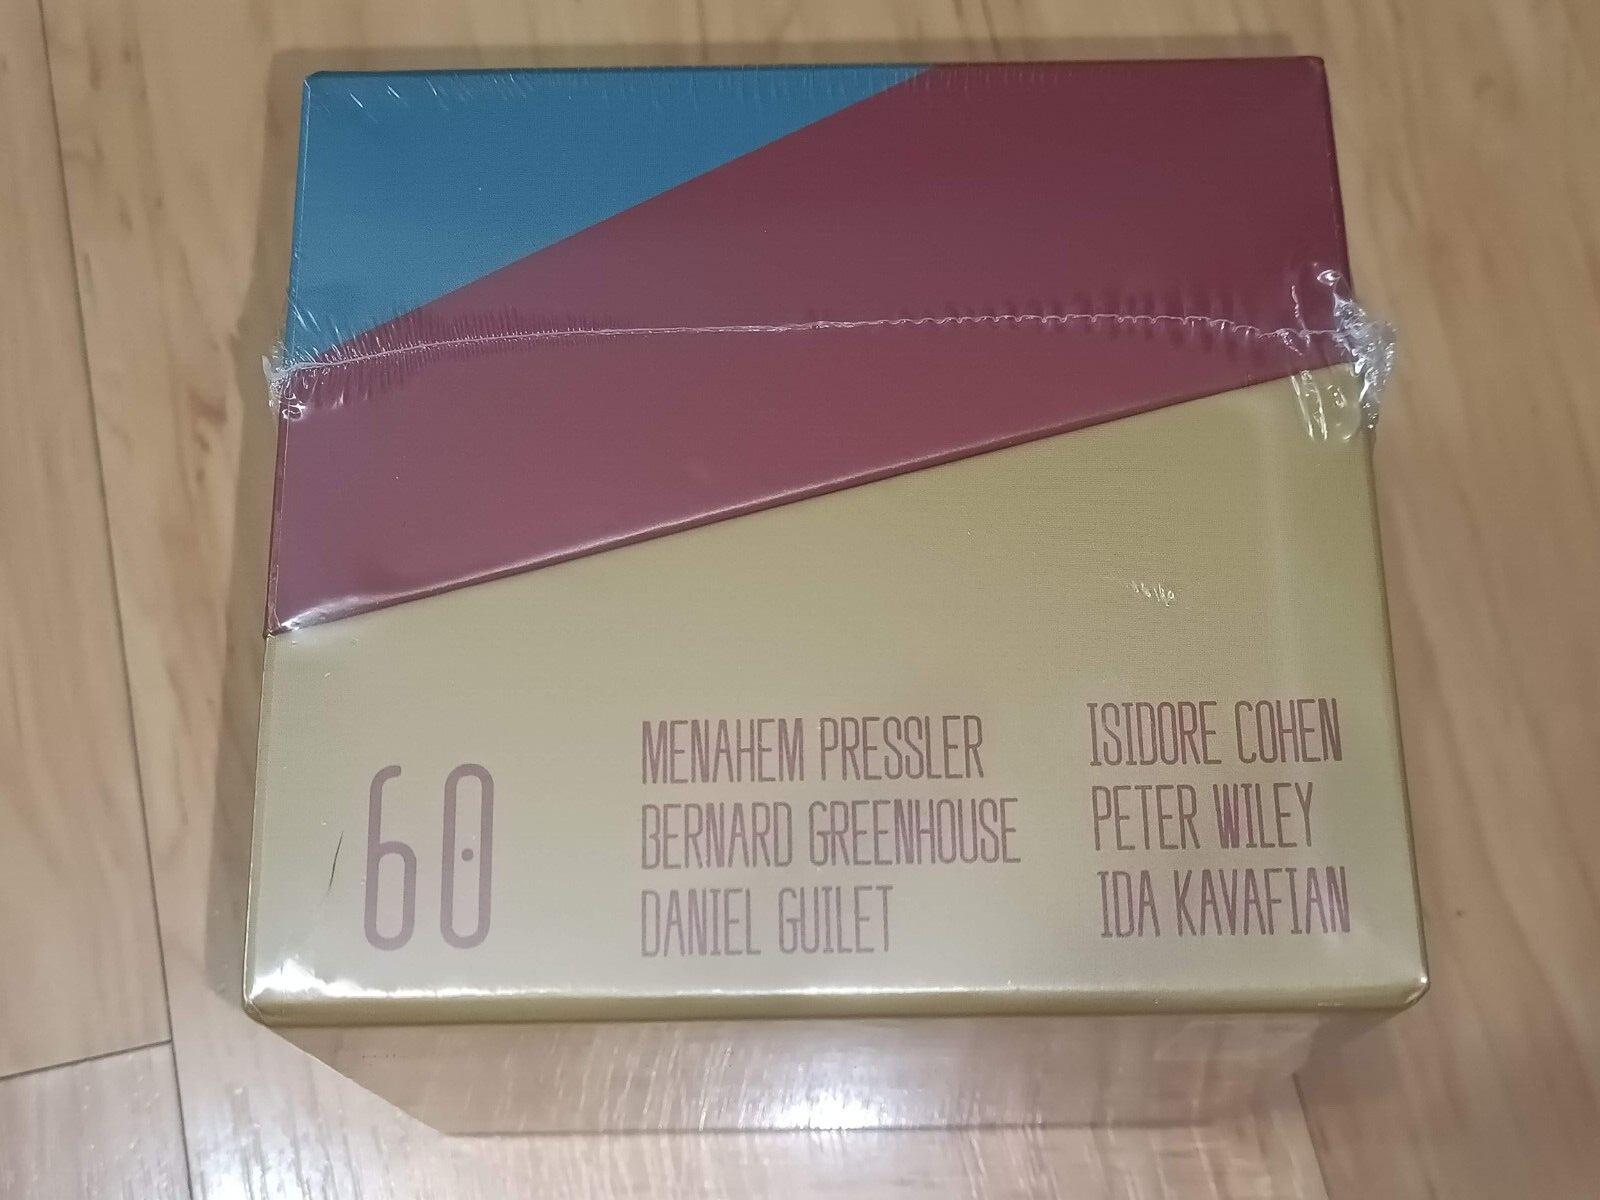 60
MENAHEM PRESSLER
BERNARD GREENHOUSE
DANIEL GUILET
ISIDORE COHEN
PETER WILEY
IDA KAVAFIAN